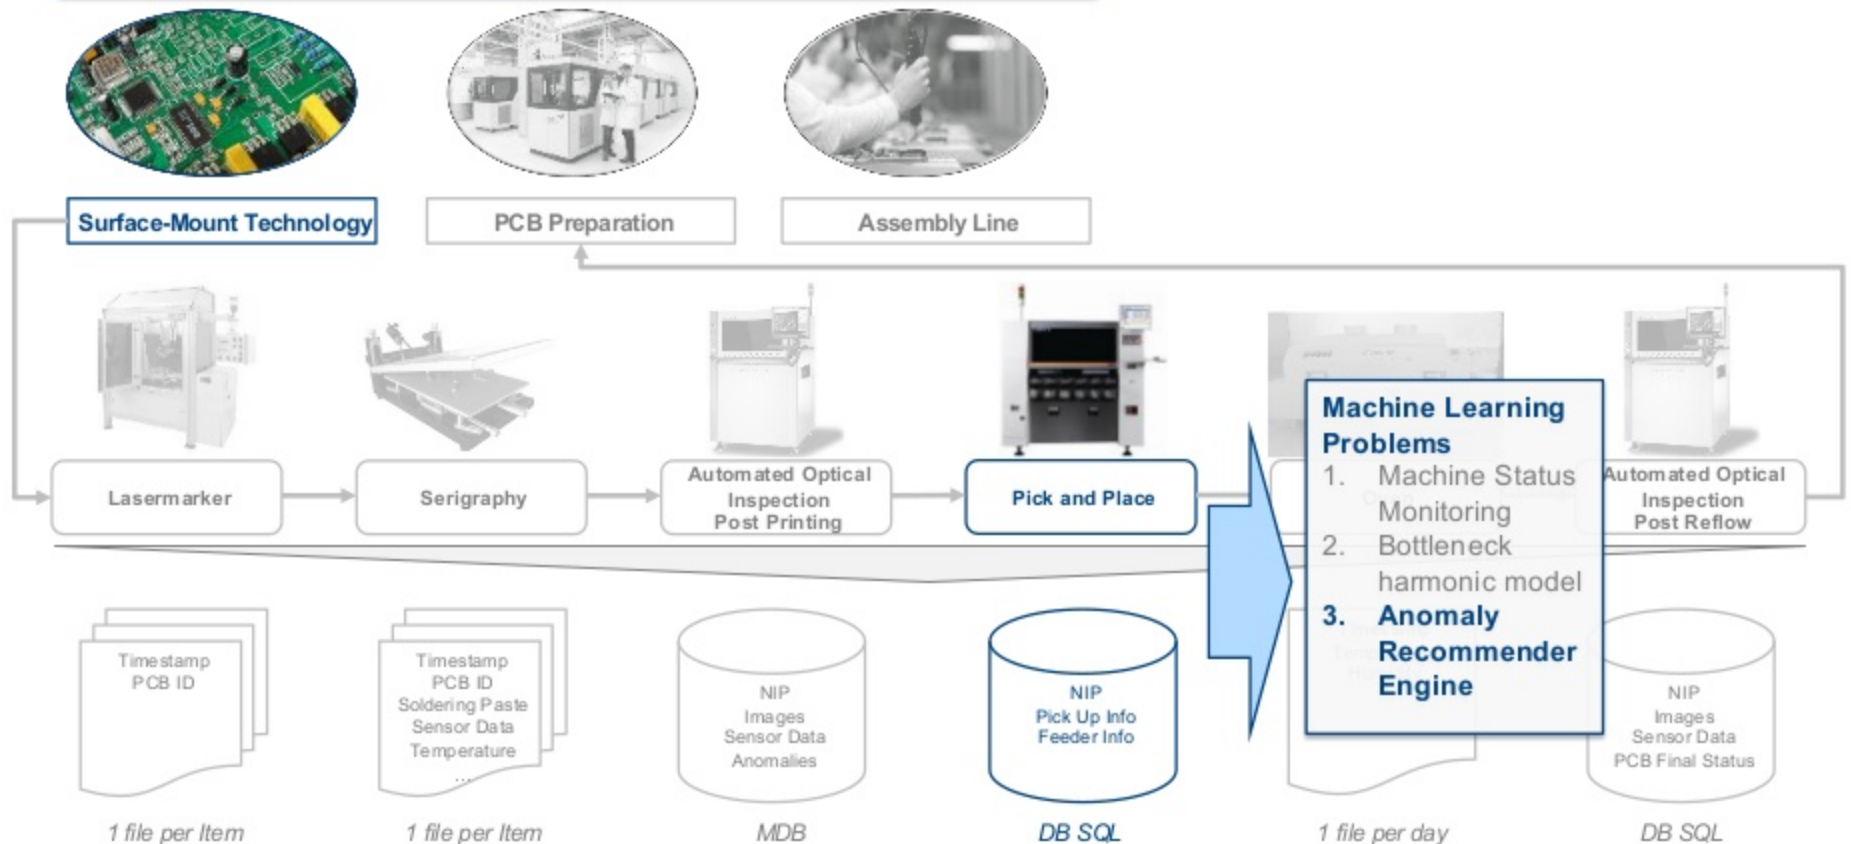 Surface-Mount Technology
PCB Preparation
Assembly Line
Lasermarker
Serigraphy
Automated Optical
Inspection
Post Printing
Pick and Place
Machine Learning
Problems
1. Machine Status
Monitoring
2. Bottleneck
harmonic model
3. Anomaly
Recommender
Engine
Automated Optical
Inspection
Post Reflow
Timestamp
PCB ID
Timestamp
PCB ID
Soldering Paste
Sensor Data
Temperature
...
NIP
Images
Sensor Data
Anomalies
NIP
Pick Up Info
Feeder Info
NIP
Images
Sensor Data
PCB Final Status
1 file per Item
1 file per Item
MDB
DB SQL
1 file per day
DB SQL